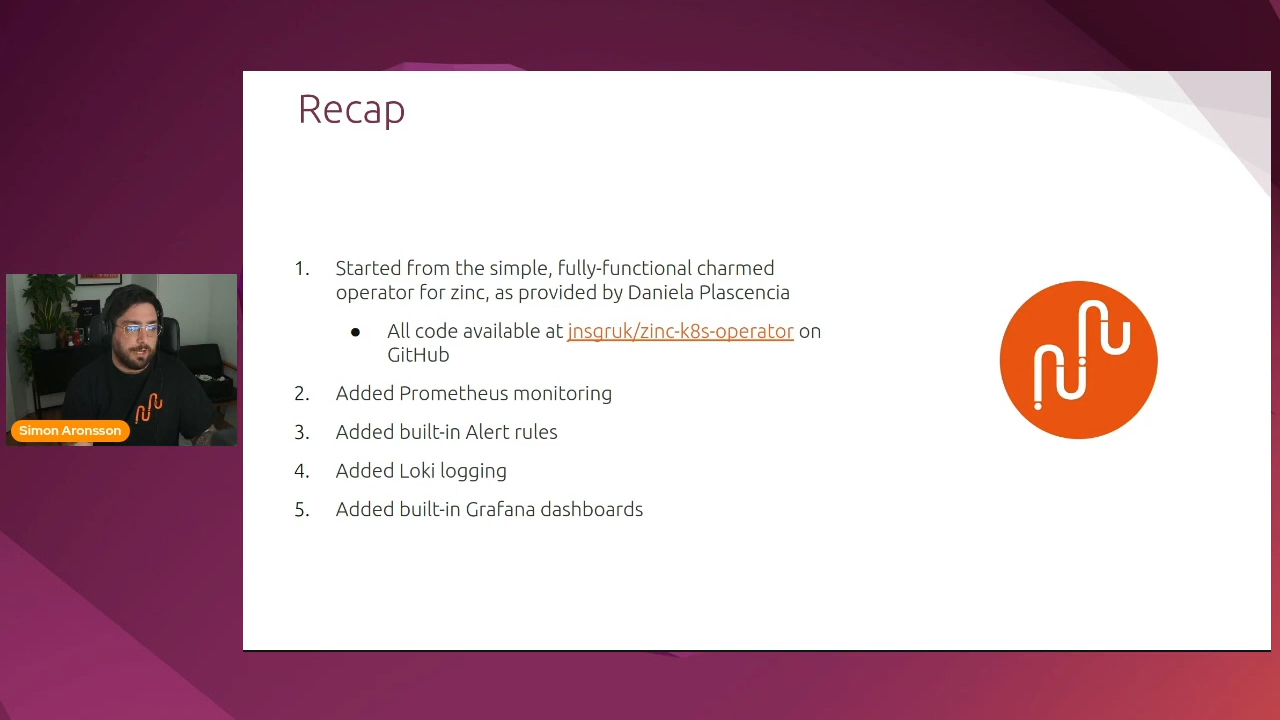 Recap
1. Started from the simple, fully-functional charmed
operator for zinc, as provided by Daniela Plascencia
● All code available at jnsgruk/zinc-k8s-operator on
GitHub
2. Added Prometheus monitoring
3. Added built-in Alert rules
4. Added Loki logging
5. Added built-in Grafana dashboards
Simon Aronsson